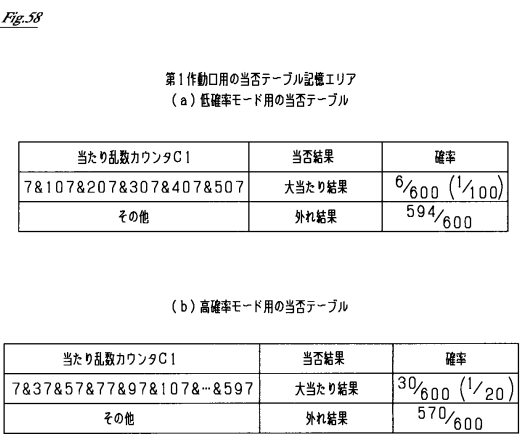 Fig.58
第1作動口用の当否テーブル記憶エリア
(a)低確率モード用の当否テーブル
当たり乱数カウンタC1 当否結果 確率
7&107&207&307&407&507 大当たり結果 6/600 (1/100)
その他 外れ結果 594/600
(b)高確率モード用の当否テーブル
当たり乱数カウンタC1 当否結果 確率
7&37&57&77&97&107&…&597 大当たり結果 30/600 (1/20)
その他 外れ結果 570/600